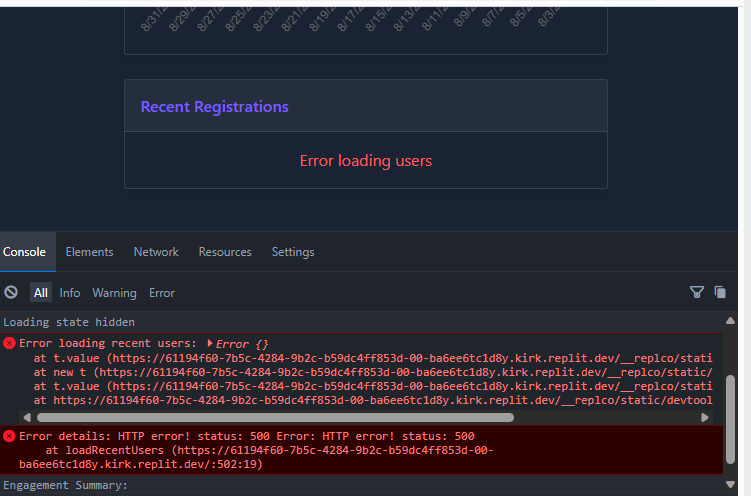 8/31/2
8/29/2
8/27/2
8/25/2
8/23/2
8/21/2
8/19/2
8/17/2
8/15/2
8/13/2
8/11/2
8/9/2
8/7/2
8/5/2
8/3/2
Recent Registrations
Error loading users
Console Elements Network Resources Settings
All Info Warning Error
Loading state hidden
Error loading recent users: Error {}
at t.value (https://61194f60-7b5c-4284-9b2c-b59dc4ff853d-00-ba6ee6tc1d8y.kirk.replit.dev/__replco/stati
at new t (https://61194f60-7b5c-4284-9b2c-b59dc4ff853d-00-ba6ee6tc1d8y.kirk.replit.dev/__replco/static/
at t.value (https://61194f60-7b5c-4284-9b2c-b59dc4ff853d-00-ba6ee6tc1d8y.kirk.replit.dev/__replco/stati
at https://61194f60-7b5c-4284-9b2c-b59dc4ff853d-00-ba6ee6tc1d8y.kirk.replit.dev/__replco/static/devtool
Error details: HTTP error! status: 500 Error: HTTP error! status: 500
at loadRecentUsers (https://61194f60-7b5c-4284-9b2c-b59dc4ff853d-00-
ba6ee6tc1d8y.kirk.replit.dev/:502:19)
Engagement Summary: